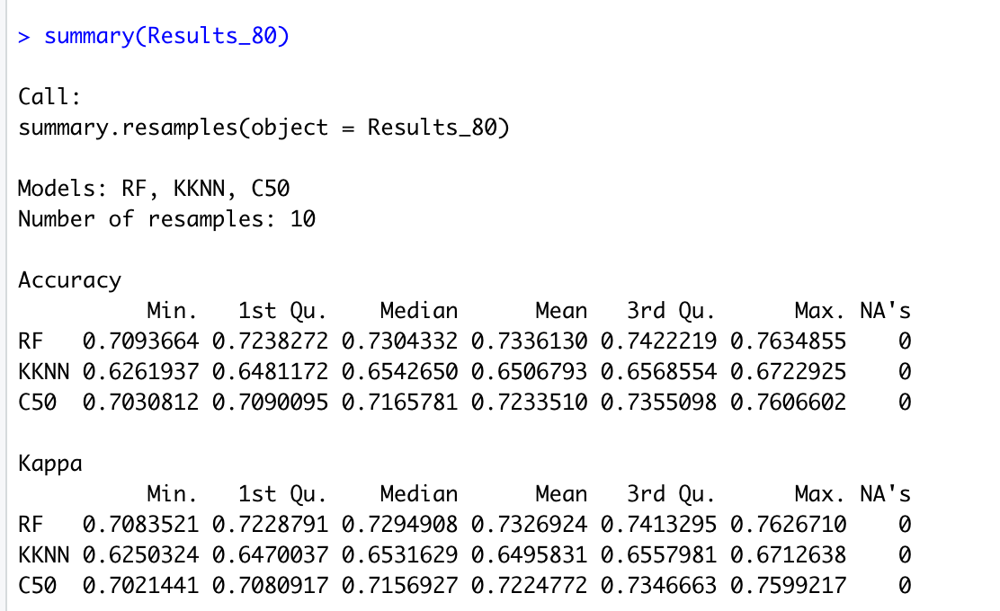 > summary(Results_80)
Call:
summary.resamples(object = Results_80)
Models: RF, KKNN, C50
Number of resamples: 10
Accuracy
Min. 1st Qu. Median Mean 3rd Qu. Max. NA's
RF 0.7093664 0.7238272 0.7304332 0.7336130 0.7422219 0.7634855 0
KKNN 0.6261937 0.6481172 0.6542650 0.6506793 0.6568554 0.6722925 0
C50 0.7030812 0.7090095 0.7165781 0.7233510 0.7355098 0.7606602 0
Kappa
Min. 1st Qu. Median Mean 3rd Qu. Max. NA's
RF 0.7083521 0.7228791 0.7294908 0.7326924 0.7413295 0.7626710 0
KKNN 0.6250324 0.6470037 0.6531629 0.6495831 0.6557981 0.6712638 0
C50 0.7021441 0.7080917 0.7156927 0.7224772 0.7346663 0.7599217 0